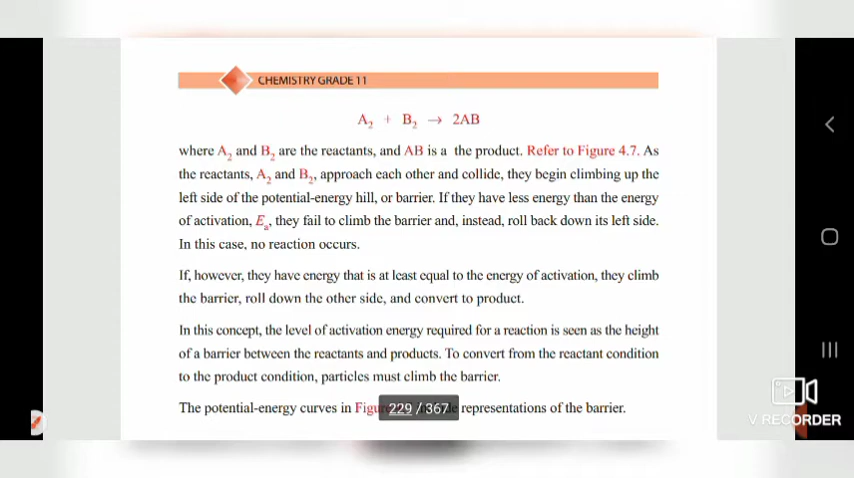 CHEMISTRY GRADE 11
A₂ + B₂ → 2AB
where A₂ and B₂ are the reactants, and AB is a the product. Refer to Figure 4.7. As
the reactants, A₂ and B₂, approach each other and collide, they begin climbing up the
left side of the potential-energy hill, or barrier. If they have less energy than the energy
of activation, Eₐ, they fail to climb the barrier and, instead, roll back down its left side.
In this case, no reaction occurs.
If, however, they have energy that is at least equal to the energy of activation, they climb
the barrier, roll down the other side, and convert to product.
In this concept, the level of activation energy required for a reaction is seen as the height
of a barrier between the reactants and products. To convert from the reactant condition
to the product condition, particles must climb the barrier.
The potential-energy curves in representations of the barrier.
229 / 367
V RECORDER